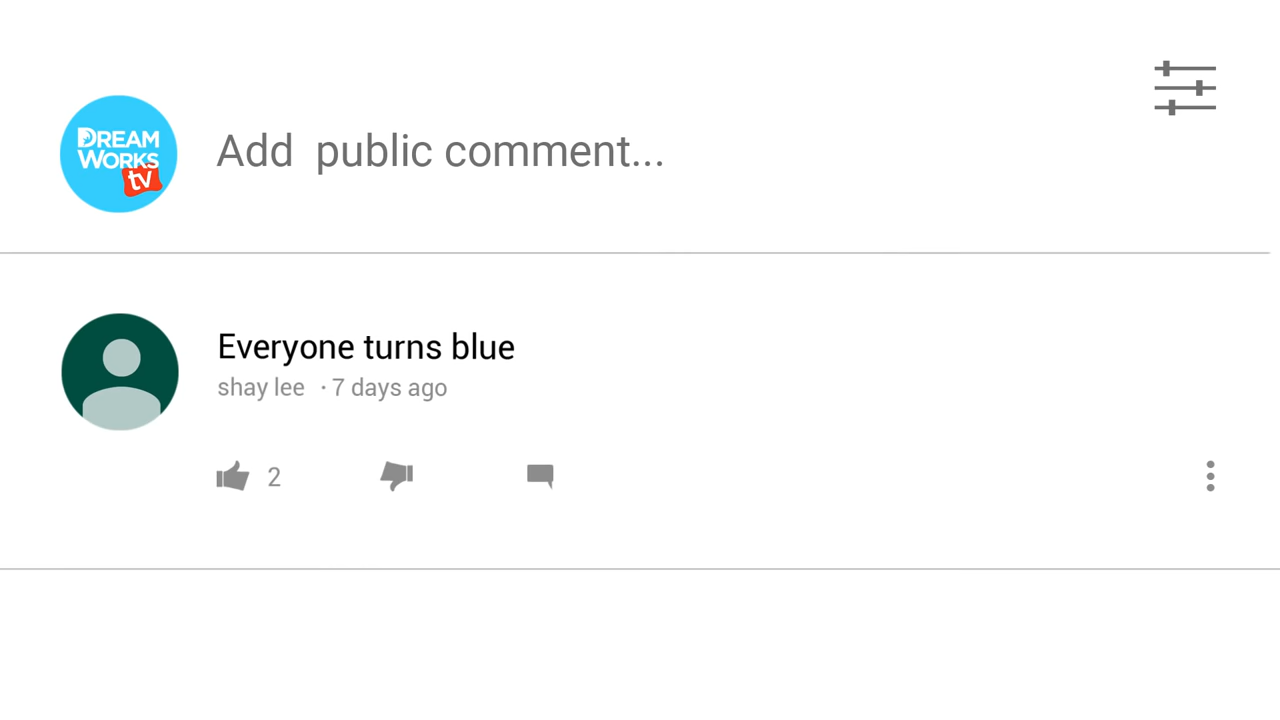 DREAM
WORKS
tv
Add public comment...
Everyone turns blue
shay lee · 7 days ago
2